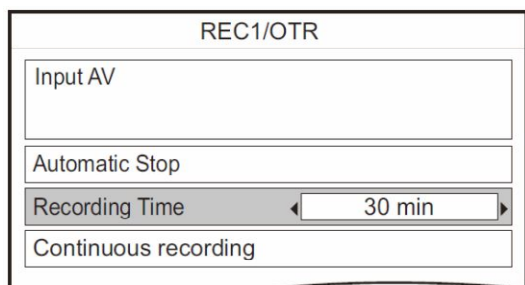 REC1/OTR
Input AV
Automatic Stop
Recording Time 30 min
Continuous recording